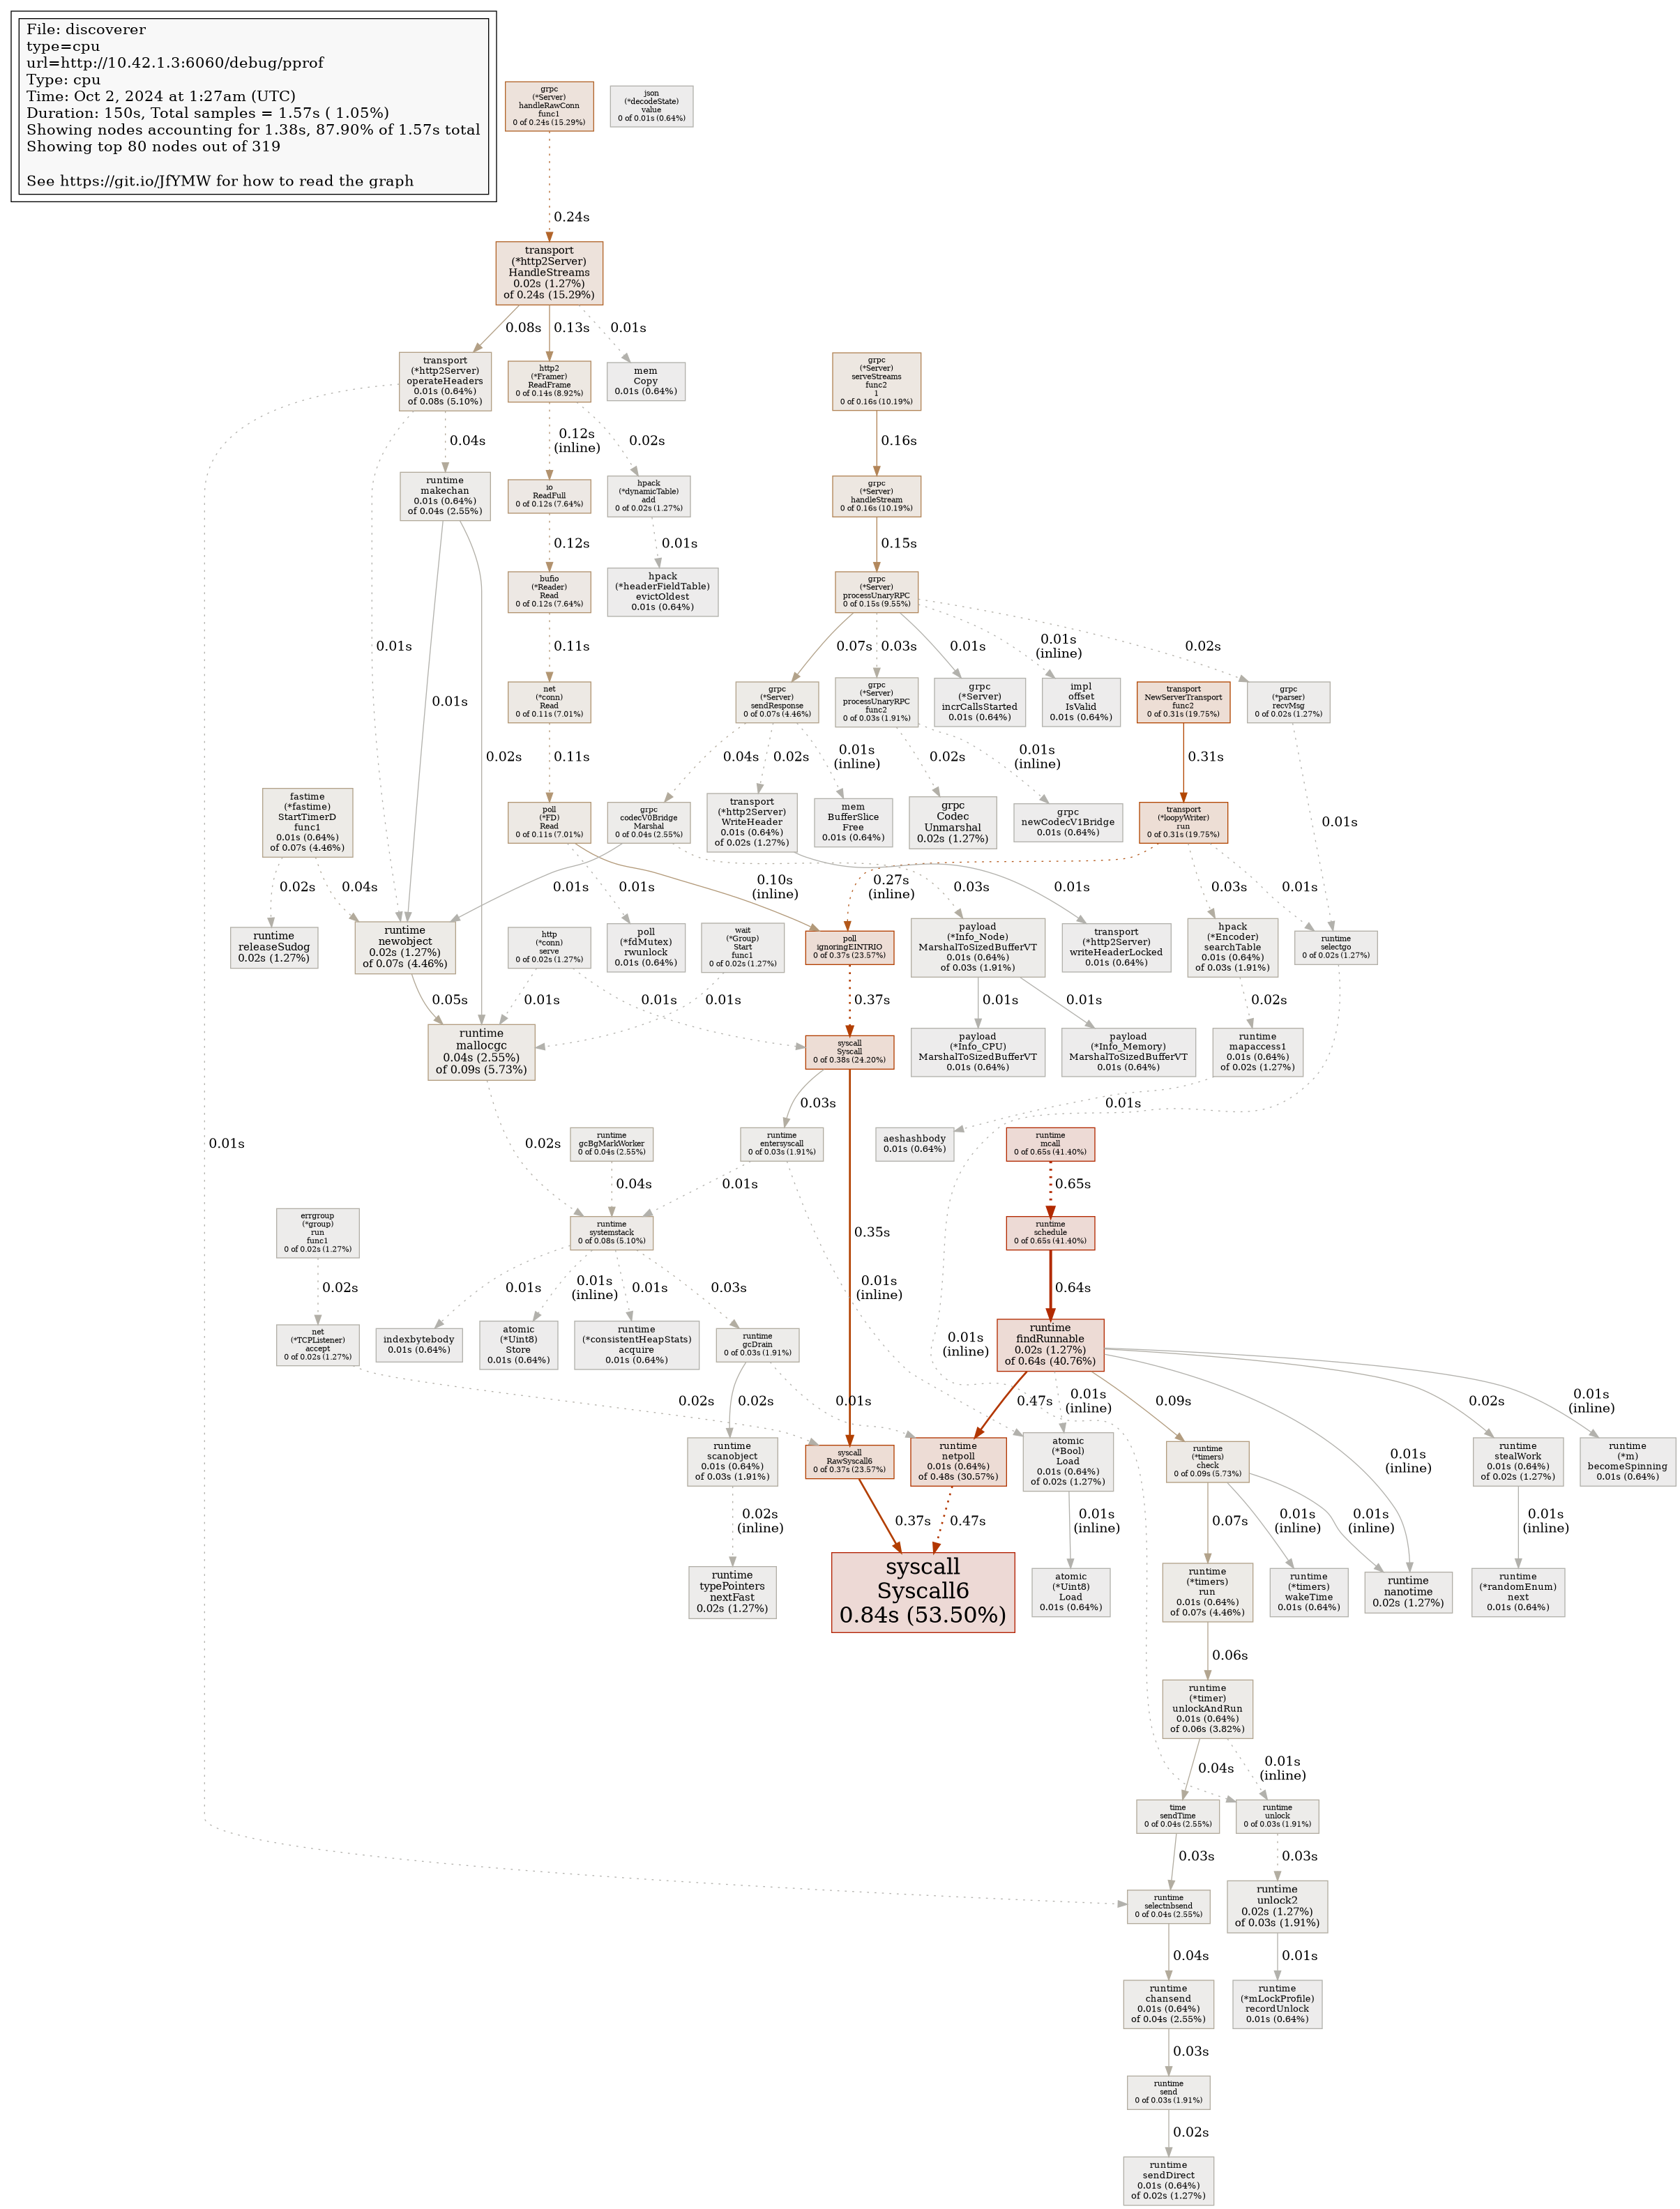 File: discoverer
type=cpu
url=http://10.42.1.3:6060/debug/pprof
Type: cpu
Time: Oct 2, 2024 at 1:27am (UTC)
Duration: 150s, Total samples = 1.57s ( 1.05%)
Showing nodes accounting for 1.38s, 87.90% of 1.57s total
Showing top 80 nodes out of 319
See https://git.io/JfYMW for how to read the graph
grpc
(*Server)
handleRawConn
func1
0 of 0.24s (15.29%)
json
(*decodeState)
value
0 of 0.01s (0.64%)
0.24s
transport
(*http2Server)
HandleStreams
0.02s (1.27%)
of 0.24s (15.29%)
0.08s
0.13s
0.01s
transport
(*http2Server)
operateHeaders
0.01s (0.64%)
of 0.08s (5.10%)
http2
(*Framer)
ReadFrame
0 of 0.14s (8.92%)
mem
Copy
0.01s (0.64%)
grpc
(*Server)
serveStreams
func2
1
0 of 0.16s (10.19%)
0.04s
0.12s
(inline)
0.02s
0.16s
runtime
makechan
0.01s (0.64%)
of 0.04s (2.55%)
io
ReadFull
0 of 0.12s (7.64%)
hpack
(*dynamicTable)
add
0 of 0.02s (1.27%)
grpc
(*Server)
handleStream
0 of 0.16s (10.19%)
0.12s
0.01s
0.15s
bufio
(*Reader)
Read
0 of 0.12s (7.64%)
hpack
(*headerFieldTable)
evictOldest
0.01s (0.64%)
grpc
(*Server)
processUnaryRPC
0 of 0.15s (9.55%)
0.01s
0.11s
0.07s
0.03s
0.01s
0.01s
(inline)
0.02s
0.01s
net
(*conn)
Read
0 of 0.11s (7.01%)
grpc
(*Server)
sendResponse
0 of 0.07s (4.46%)
grpc
(*Server)
processUnaryRPC
func2
0 of 0.03s (1.91%)
grpc
(*Server)
incrCallsStarted
0.01s (0.64%)
impl
offset
IsValid
0.01s (0.64%)
transport
NewServerTransport
func2
0 of 0.31s (19.75%)
grpc
(*parser)
recvMsg
0 of 0.02s (1.27%)
0.02s
0.11s
0.04s
0.02s
0.01s
(inline)
0.02s
0.01s
(inline)
0.31s
fastime
(*fastime)
StartTimerD
func1
0.01s (0.64%)
of 0.07s (4.46%)
poll
(*FD)
Read
0 of 0.11s (7.01%)
grpc
codecV0Bridge
Marshal
0 of 0.04s (2.55%)
transport
(*http2Server)
WriteHeader
0.01s (0.64%)
of 0.02s (1.27%)
mem
BufferSlice
Free
0.01s (0.64%)
grpc
Codec
Unmarshal
0.02s (1.27%)
grpc
newCodecV1Bridge
0.01s (0.64%)
transport
(*loopyWriter)
run
0 of 0.31s (19.75%)
0.01s
0.02s
0.04s
0.01s
0.01s
0.10s
(inline)
0.27s
(inline)
0.03s
0.01s
0.03s
0.01s
runtime
releaseSudog
0.02s (1.27%)
runtime
newobject
0.02s (1.27%)
of 0.07s (4.46%)
http
(*conn)
serve
0 of 0.02s (1.27%)
poll
(*fdMutex)
rwunlock
0.01s (0.64%)
wait
(*Group)
Start
func1
0 of 0.02s (1.27%)
poll
ignoringEINTRIO
0 of 0.37s (23.57%)
payload
(*Info_Node)
MarshalToSizedBufferVT
0.01s (0.64%)
of 0.03s (1.91%)
transport
(*http2Server)
writeHeaderLocked
0.01s (0.64%)
hpack
(*Encoder)
searchTable
0.01s (0.64%)
of 0.03s (1.91%)
runtime
selectgo
0 of 0.02s (1.27%)
0.05s
0.01s
0.01s
0.01s
0.37s
0.01s
0.01s
0.02s
runtime
mallocgc
0.04s (2.55%)
of 0.09s (5.73%)
syscall
Syscall
0 of 0.38s (24.20%)
payload
(*Info_CPU)
MarshalToSizedBufferVT
0.01s (0.64%)
payload
(*Info_Memory)
MarshalToSizedBufferVT
0.01s (0.64%)
runtime
mapaccess1
0.01s (0.64%)
of 0.02s (1.27%)
0.03s
0.01s
0.01s
0.02s
runtime
gcBgMarkWorker
0 of 0.04s (2.55%)
runtime
entersyscall
0 of 0.03s (1.91%)
aeshashbody
0.01s (0.64%)
runtime
mcall
0 of 0.65s (41.40%)
0.04s
0.01s
0.65s
errgroup
(*group)
run
func1
0 of 0.02s (1.27%)
runtime
systemstack
0 of 0.08s (5.10%)
0.35s
runtime
schedule
0 of 0.65s (41.40%)
0.02s
0.01s
0.01s
(inline)
0.01s
0.03s
0.01s
(inline)
0.64s
net
(*TCPListener)
accept
0 of 0.02s (1.27%)
indexbytebody
0.01s (0.64%)
atomic
(*Uint8)
Store
0.01s (0.64%)
runtime
(*consistentHeapStats)
acquire
0.01s (0.64%)
runtime
gcDrain
0 of 0.03s (1.91%)
0.01s
(inline)
runtime
findRunnable
0.02s (1.27%)
of 0.64s (40.76%)
0.02s
0.02s
0.01s
0.47s
0.01s
(inline)
0.09s
0.01s
(inline)
0.02s
0.01s
(inline)
runtime
scanobject
0.01s (0.64%)
of 0.03s (1.91%)
syscall
RawSyscall6
0 of 0.37s (23.57%)
runtime
netpoll
0.01s (0.64%)
of 0.48s (30.57%)
atomic
(*Bool)
Load
0.01s (0.64%)
of 0.02s (1.27%)
runtime
(*timers)
check
0 of 0.09s (5.73%)
runtime
stealWork
0.01s (0.64%)
of 0.02s (1.27%)
runtime
(*m)
becomeSpinning
0.01s (0.64%)
0.02s
(inline)
0.37s
0.47s
0.01s
(inline)
0.07s
0.01s
(inline)
0.01s
(inline)
0.01s
(inline)
runtime
typePointers
nextFast
0.02s (1.27%)
syscall
Syscall6
0.84s (53.50%)
atomic
(*Uint8)
Load
0.01s (0.64%)
runtime
(*timers)
run
0.01s (0.64%)
of 0.07s (4.46%)
runtime
(*timers)
wakeTime
0.01s (0.64%)
runtime
nanotime
0.02s (1.27%)
runtime
(*randomEnum)
next
0.01s (0.64%)
0.06s
runtime
(*timer)
unlockAndRun
0.01s (0.64%)
of 0.06s (3.82%)
0.04s
0.01s
(inline)
time
sendTime
0 of 0.04s (2.55%)
runtime
unlock
0 of 0.03s (1.91%)
0.03s
0.03s
runtime
selectnbsend
0 of 0.04s (2.55%)
runtime
unlock2
0.02s (1.27%)
of 0.03s (1.91%)
0.04s
0.01s
runtime
chansend
0.01s (0.64%)
of 0.04s (2.55%)
runtime
(*mLockProfile)
recordUnlock
0.01s (0.64%)
0.03s
runtime
send
0 of 0.03s (1.91%)
0.02s
runtime
sendDirect
0.01s (0.64%)
of 0.02s (1.27%)